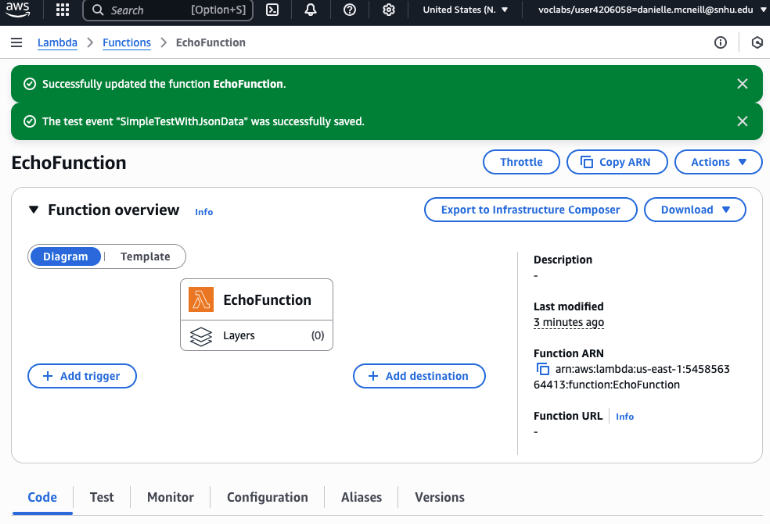 aws Search [Option+S] United States (N. voclabs/user4206058=danielle.mcneill@snhu.edu
Lambda Functions EchoFunction
Successfully updated the function EchoFunction.
The test event "SimpleTestWithJsonData" was successfully saved.
EchoFunction Throttle Copy ARN Actions
Function overview Info Export to Infrastructure Composer Download
Diagram Template
EchoFunction
Layers (0)
+ Add trigger
+ Add destination
Description
-
Last modified
3 minutes ago
Function ARN
arn:aws:lambda:us-east-1:5458563
64413:function:EchoFunction
Function URL Info
-
Code Test Monitor Configuration Aliases Versions